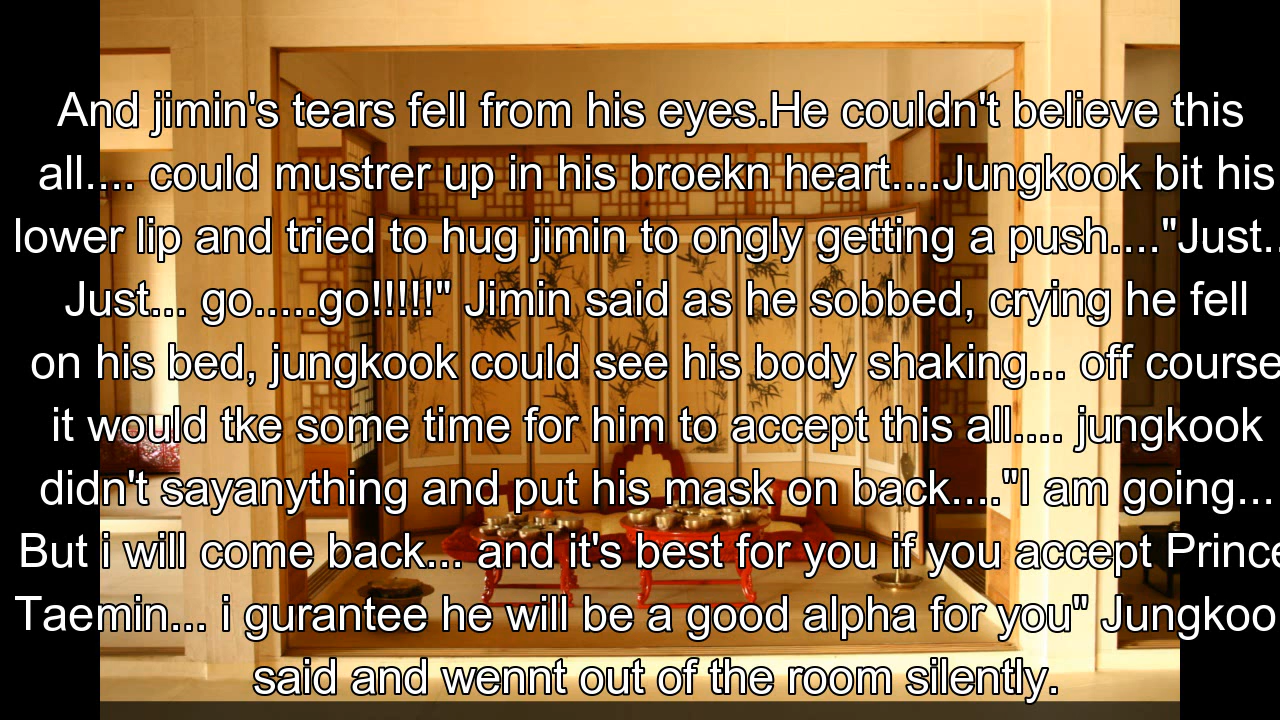 And jimin's tears fell from his eyes.He couldn't believe this
all.... could mustrer up in his broekn heart....Jungkook bit his
lower lip and tried to hug jimin to ongly getting a push...."Just..
Just... go.....go!!!!!" Jimin said as he sobbed, crying he fell
on his bed, jungkook could see his body shaking... off course
it would tke some time for him to accept this all.... jungkook
didn't sayanything and put his mask on back...."I am going...
But i will come back... and it's best for you if you accept Prince
Taemin... i gurantee he will be a good alpha for you" Jungkoo
said and wennt out of the room silently.